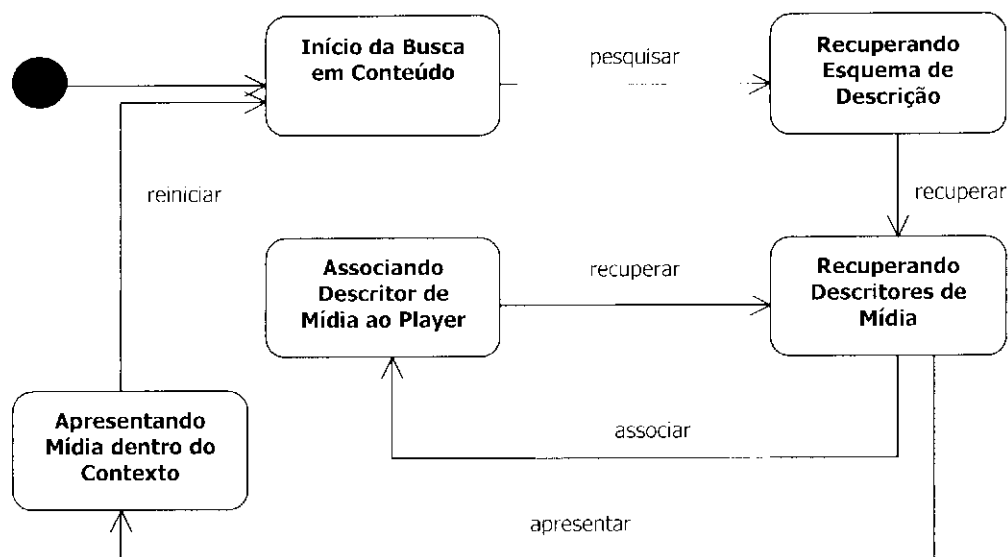 Início da Busca
em Conteúdo
pesquisar
Recuperando
Esquema de
Descrição
reiniciar
recuperar
Associando
Descritor de
Mídia ao Player
recuperar
Recuperando
Descritores de
Mídia
Apresentando
Mídia dentro do
Contexto
associar
apresentar